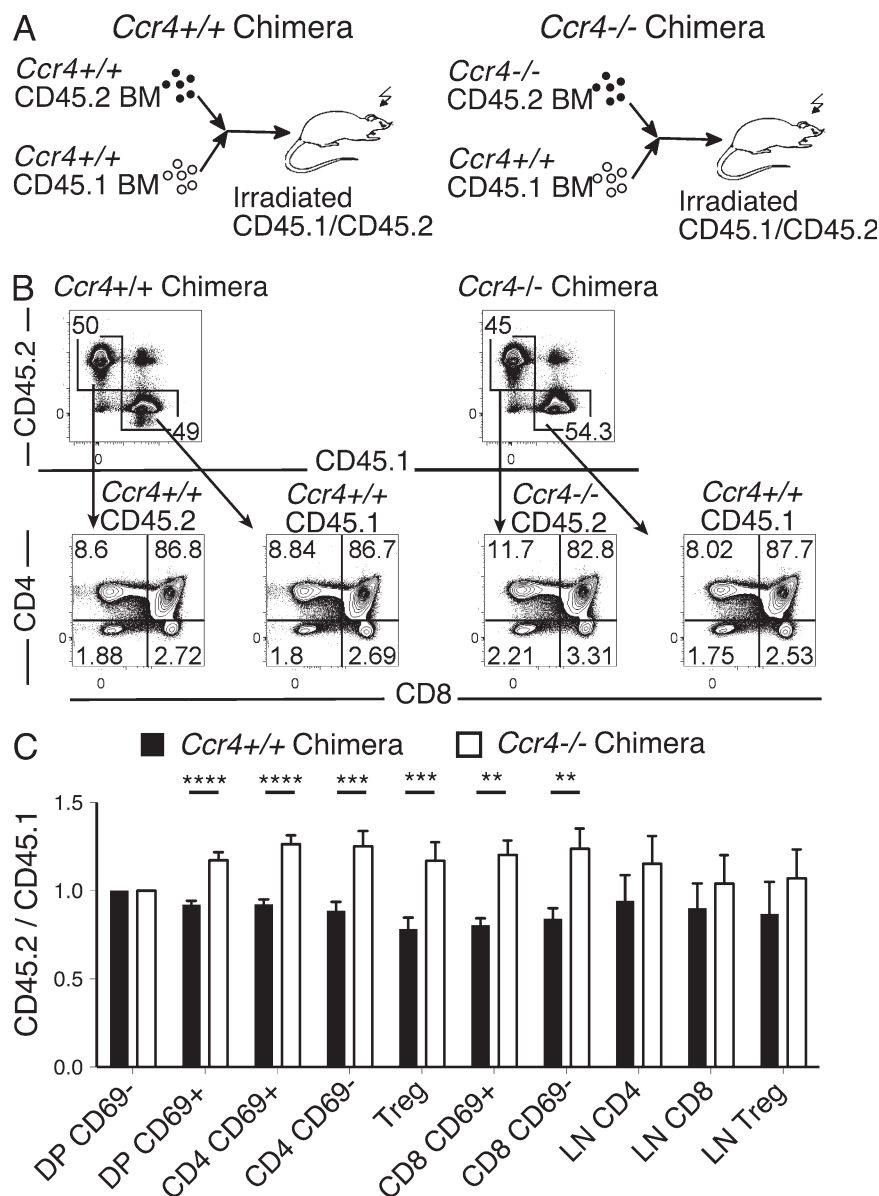 A
Ccr4+/+ Chimera
Ccr4-/- Chimera
Ccr4+/+
CD45.2 BM
Ccr4+/+
CD45.1 BM
Irradiated
CD45.1/CD45.2
Ccr4-/-
CD45.2 BM
Ccr4+/+
CD45.1 BM
Irradiated
CD45.1/CD45.2
B
Ccr4+/+ Chimera
Ccr4-/- Chimera
CD45.2
50
49
0
0
45
54.3
0
0
CD45.1
Ccr4+/+
CD45.2
Ccr4+/+
CD45.1
Ccr4-/-
CD45.2
Ccr4+/+
CD45.1
CD4
8.6 86.8
0
1.88 2.72
0
8.84 86.7
0
1.8 2.69
0
11.7 82.8
0
2.21 3.31
0
8.02 87.7
0
1.75 2.53
0
CD8
C
Ccr4+/+ Chimera
Ccr4-/- Chimera
**** **** *** *** ** **
CD45.2 / CD45.1
1.5
1.0
0.5
0.0
DP CD69-
DP CD69+
CD4 CD69+
CD4 CD69-
Treg
CD8 CD69+
CD8 CD69-
LN CD4
LN CD8
LN Treg